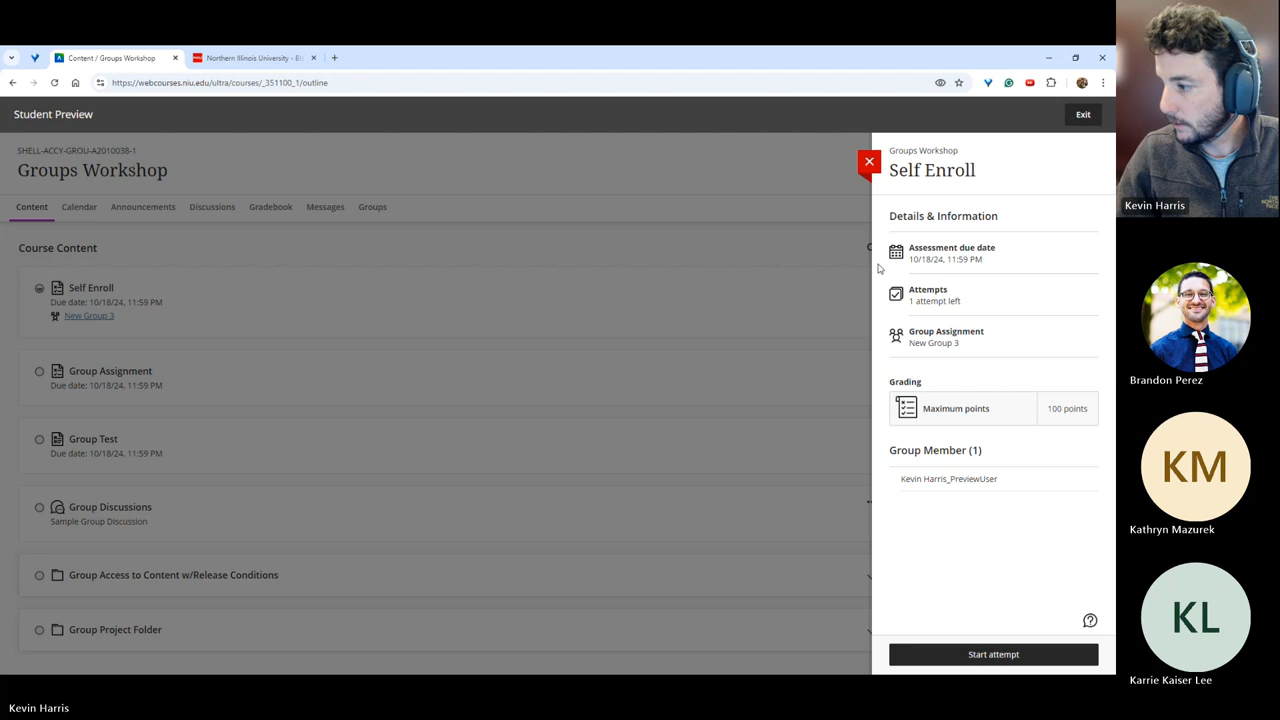 Content / Groups Workshop
Northern Illinois University - Bl
https://webcourses.niu.edu/ultra/courses/_351100_1/outline
Student Preview
Exit
SHELL-ACCY-GROU-A2010038-1
Groups Workshop
Content
Calendar
Announcements
Discussions
Gradebook
Messages
Groups
Course Content
Self Enroll
Due date: 10/18/24, 11:59 PM
New Group 3
Group Assignment
Due date: 10/18/24, 11:59 PM
Group Test
Due date: 10/18/24, 11:59 PM
Group Discussions
Sample Group Discussion
Group Access to Content w/Release Conditions
Group Project Folder
Groups Workshop
Self Enroll
Details & Information
Assessment due date
10/18/24, 11:59 PM
Attempts
1 attempt left
Group Assignment
New Group 3
Grading
Maximum points
100 points
Group Member (1)
Kevin Harris_PreviewUser
Start attempt
Kevin Harris
Brandon Perez
KM
Kathryn Mazurek
KL
Karrie Kaiser Lee
Kevin Harris